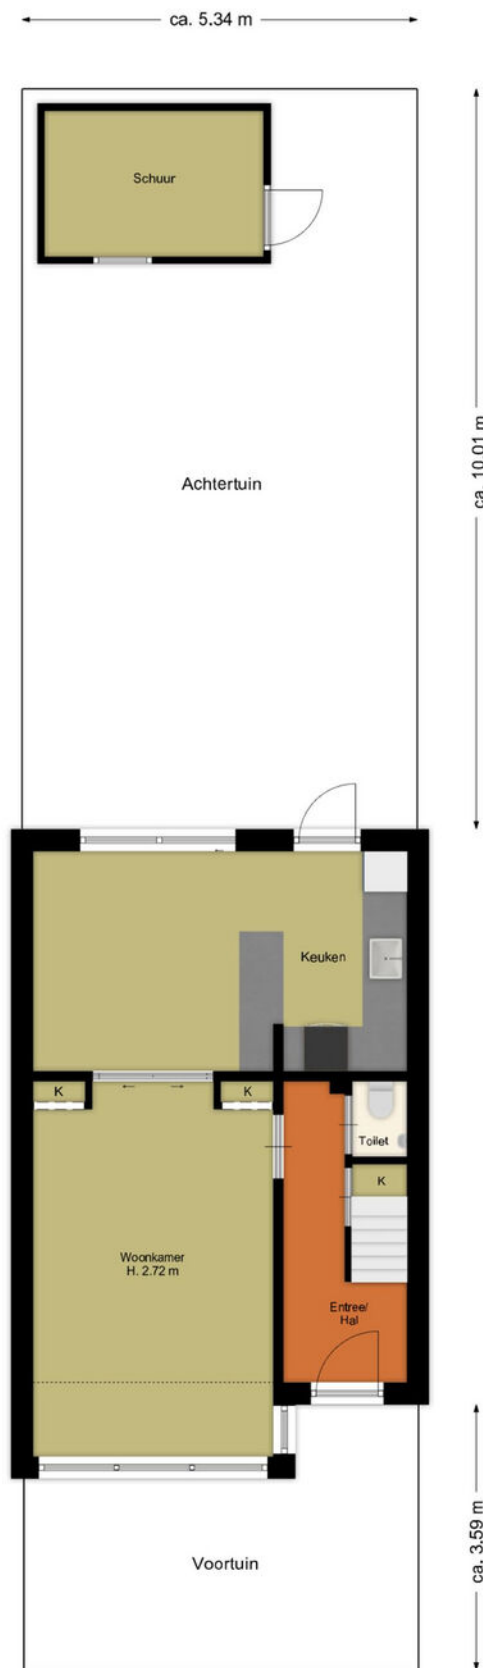 ca. 5.34 m
Schuur
Achtertuin
ca. 10.01 m
Keuken
K
K
Toilet
K
Woonkamer
H. 2.72 m
Entree/
Hal
Voortuin
ca. 3.59 m